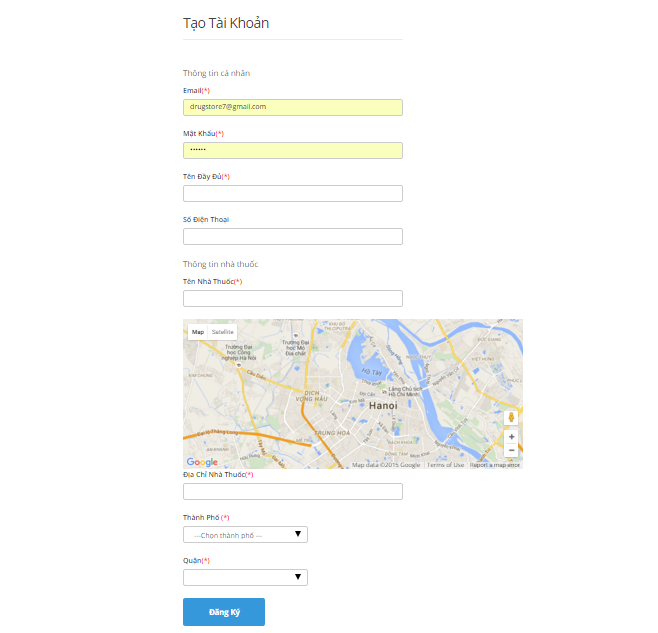 Tạo Tài Khoản
Thông tin cá nhân
Email(*)
drugstore7@gmail.com
Mật Khẩu(*)
••••••
Tên Đầy Đủ(*)
Số Điện Thoại
Thông tin nhà thuốc
Tên Nhà Thuốc(*)
Map
Satellite
Trường Đại
học Công
nghiệp Hà Nội
Trường Đại
học Mỏ
Địa chất
HỒ TÂY
DỊCH
VỌNG HẬU
Lăng Chủ tịch
Hồ Chí Minh
Hanoi
TRUNG HOA
Google
Map data ©2015 Google
Terms of Use
Report a map error
Địa Chỉ Nhà Thuốc(*)
Thành Phố (*)
---Chọn thành phố ---
Quận(*)
Đăng Ký